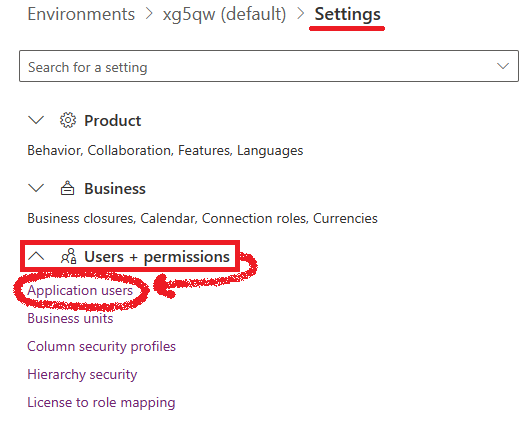 Environments > xg5qw (default) > Settings
Search for a setting
Product
Behavior, Collaboration, Features, Languages
Business
Business closures, Calendar, Connection roles, Currencies
Users + permissions
Application users
Business units
Column security profiles
Hierarchy security
License to role mapping